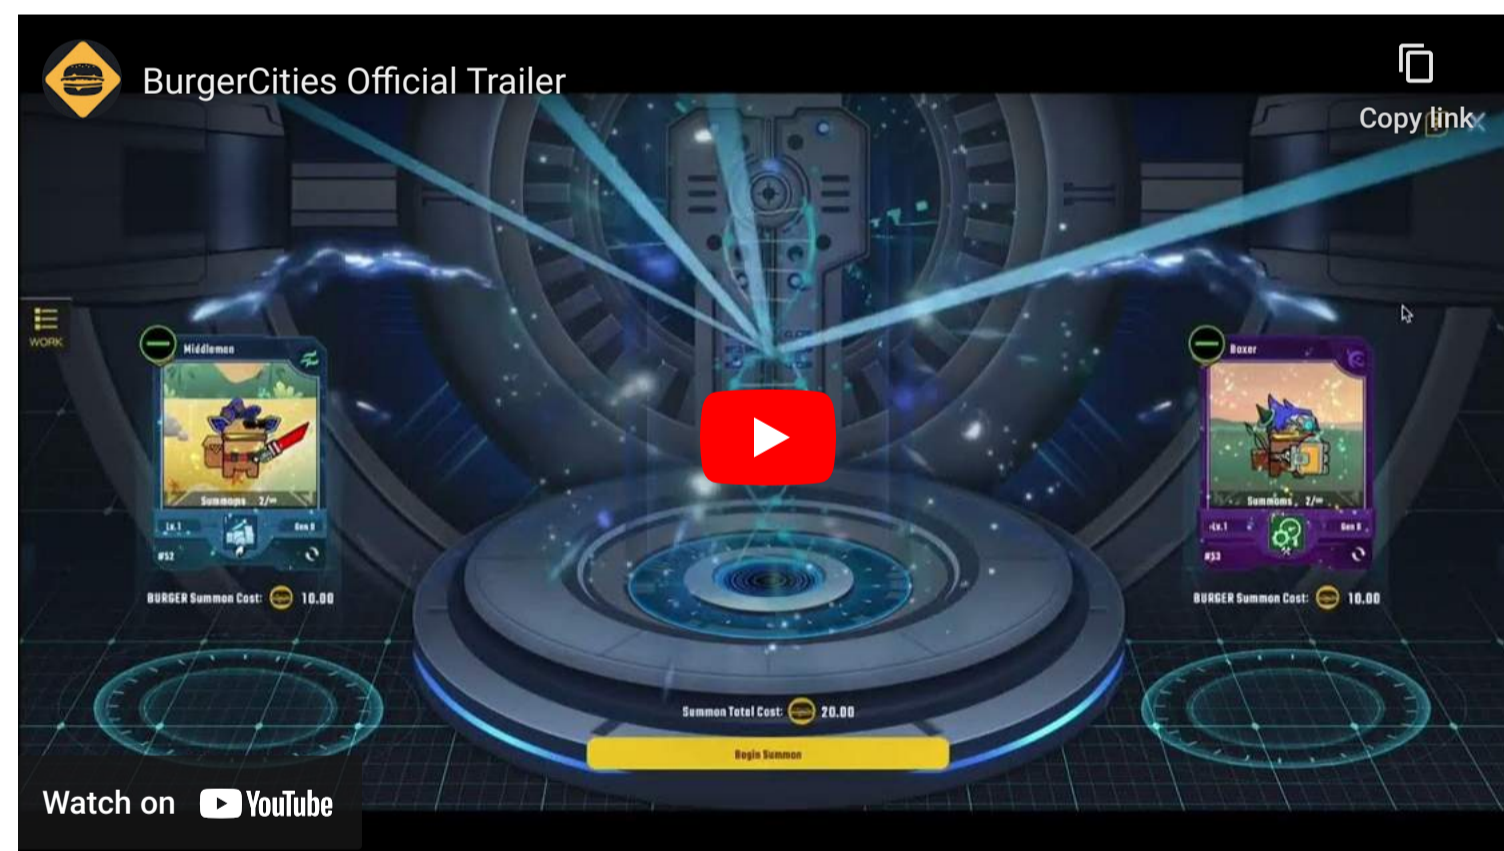 BurgerCities Official Trailer
Copy link
WORK
Middleman
Summons 2/∞
Lv.1
Gen 0
#52
BURGER Summon Cost: 10.00
Boxer
Summons 2/∞
Lv.1
Gen 0
#53
BURGER Summon Cost: 10.00
Summon Total Cost: 20.00
Begin Summon
Watch on YouTube